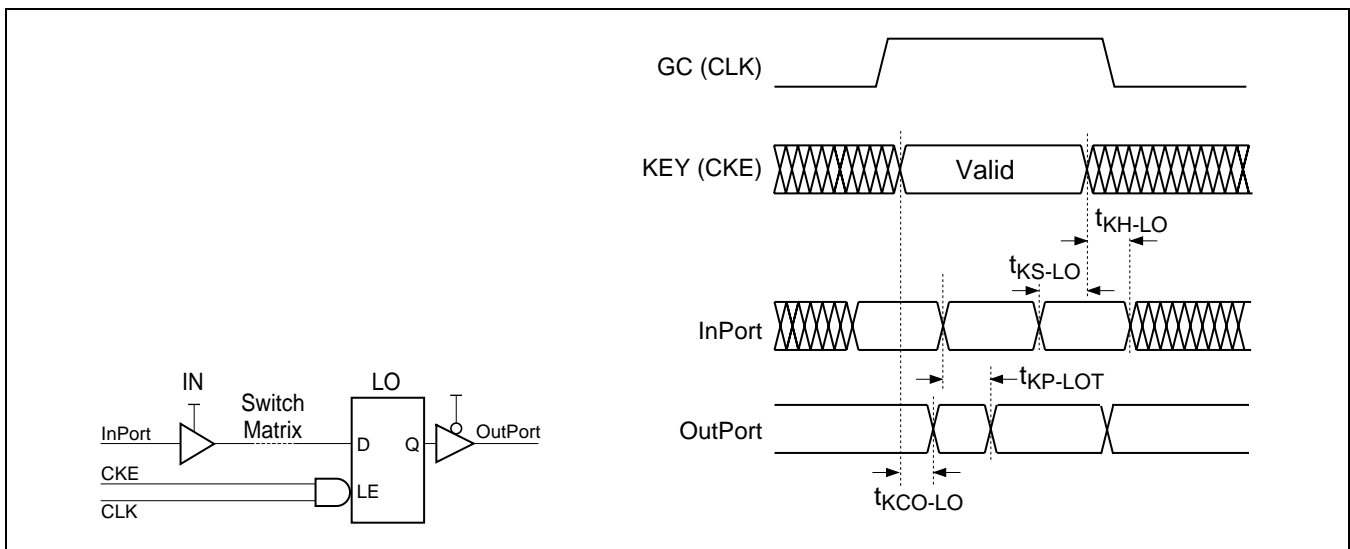 IN
LO
Switch
Matrix
InPort
D
Q
OutPort
CKE
LE
CLK
GC (CLK)
KEY (CKE)
Valid
tKH-LO
tKS-LO
InPort
tKP-LOT
OutPort
tKCO-LO